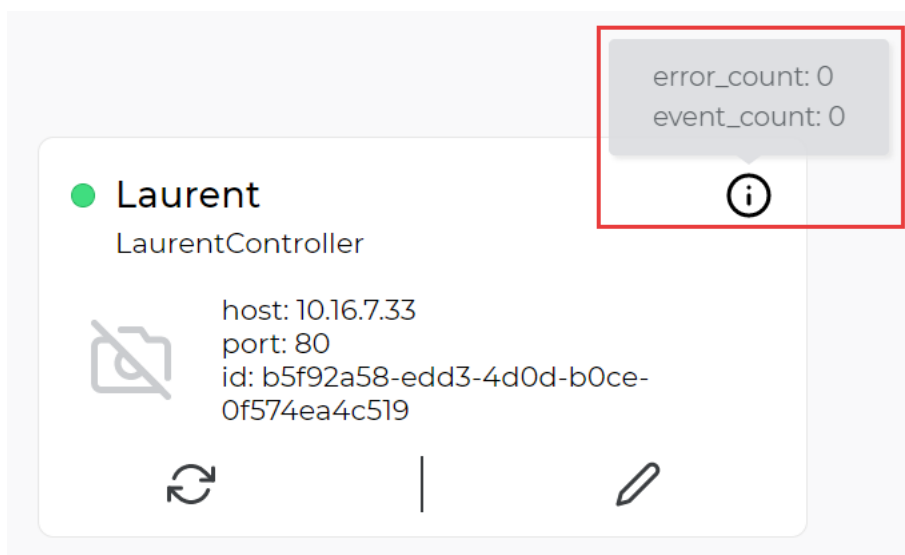 error_count: 0
event_count: 0
Laurent
LaurentController
host: 10.16.7.33
port: 80
id: b5f92a58-edd3-4d0d-b0ce-
0f574ea4c519